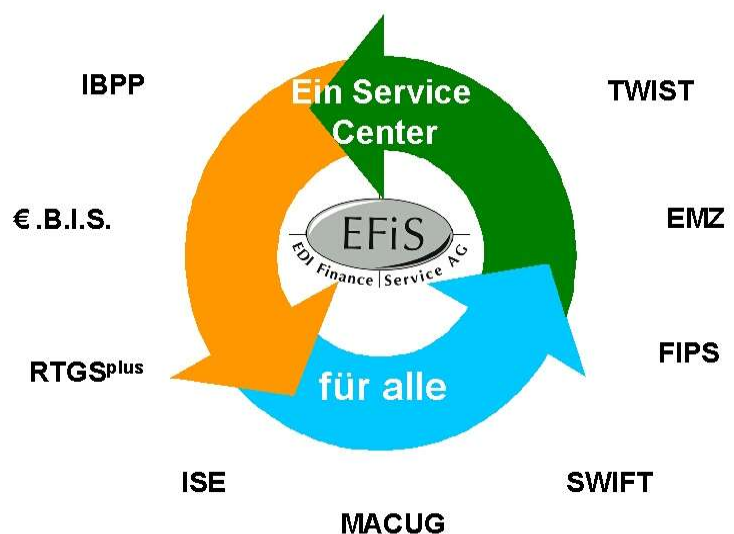 IBPP
Ein Service
Center
TWIST
€.B.I.S.
EMZ
EFiS
EDI Finance Service AG
RTGSplus
FIPS
für alle
ISE
SWIFT
MACUG